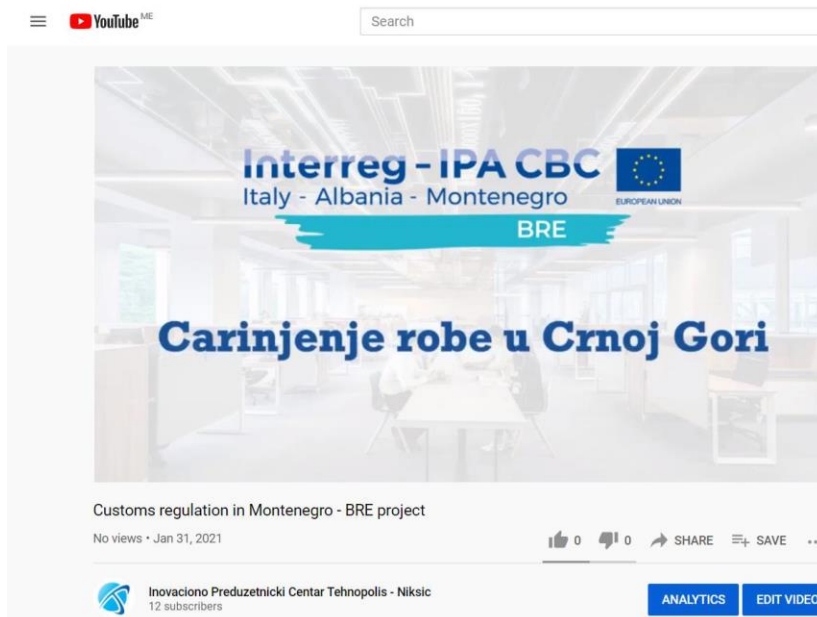 YouTube ME
Search
Interreg - IPA CBC
Italy - Albania - Montenegro
EUROPEAN UNION
BRE
Carinjenje robe u Crnoj Gori
Customs regulation in Montenegro - BRE project
No views • Jan 31, 2021
0 0 SHARE SAVE ...
Inovaciono Preduzetnicki Centar Tehnopolis - Niksic
12 subscribers
ANALYTICS EDIT VIDEO